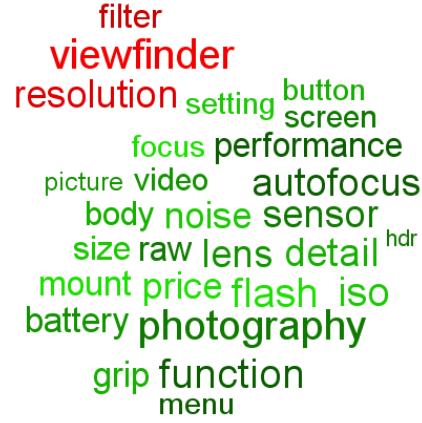 filter
viewfinder
resolution setting button
screen
focus performance
picture video autofocus
body noise sensor
size raw lens detail hdr
mount price flash iso
battery photography
grip function
menu